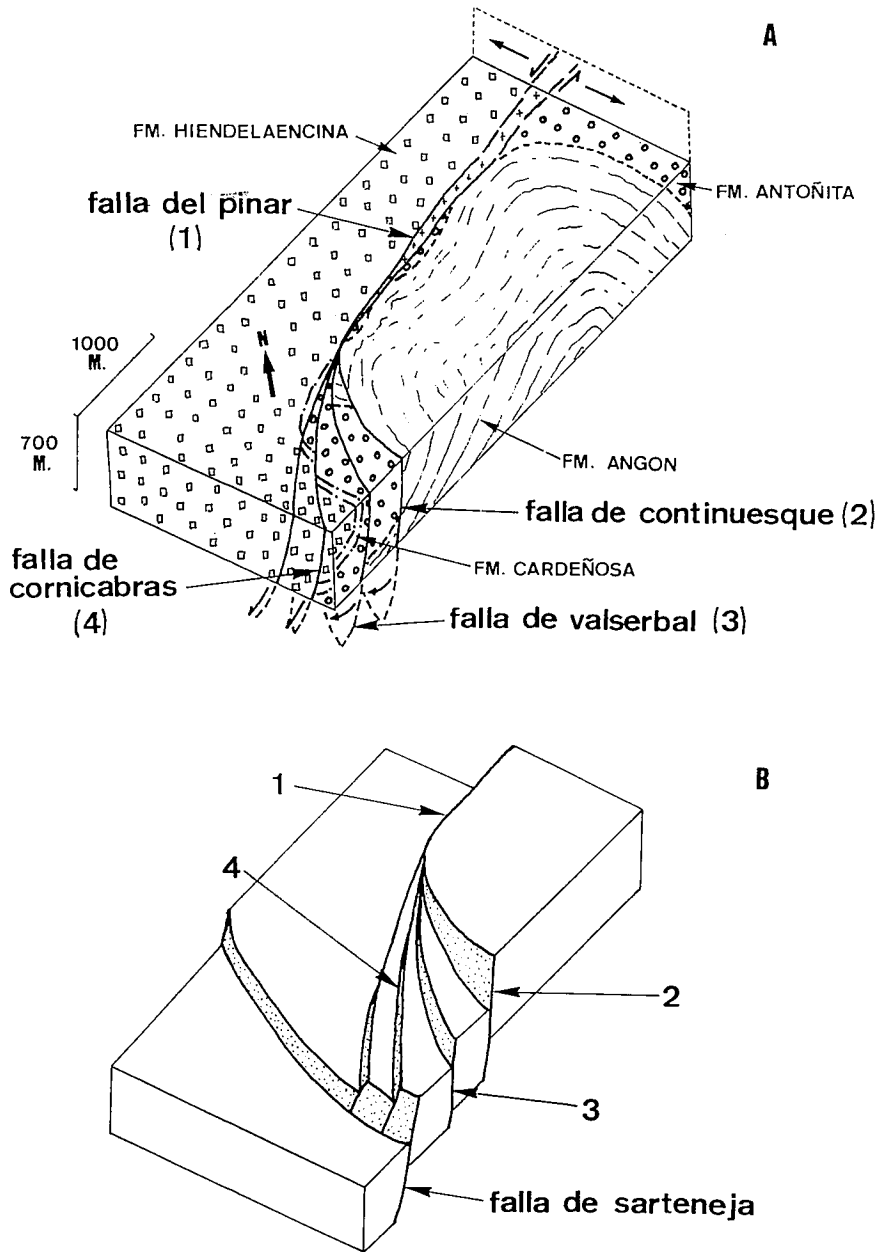 A
FM. HIENDELAENCINA
FM. ANTOÑITA
falla del pinar
(1)
N
1000
M.
700
M.
FM. ANGON
falla de continuesque (2)
falla de
cornicabras
(4)
FM. CARDEÑOSA
falla de valserbal (3)
B
1
4
2
3
falla de sarteneja